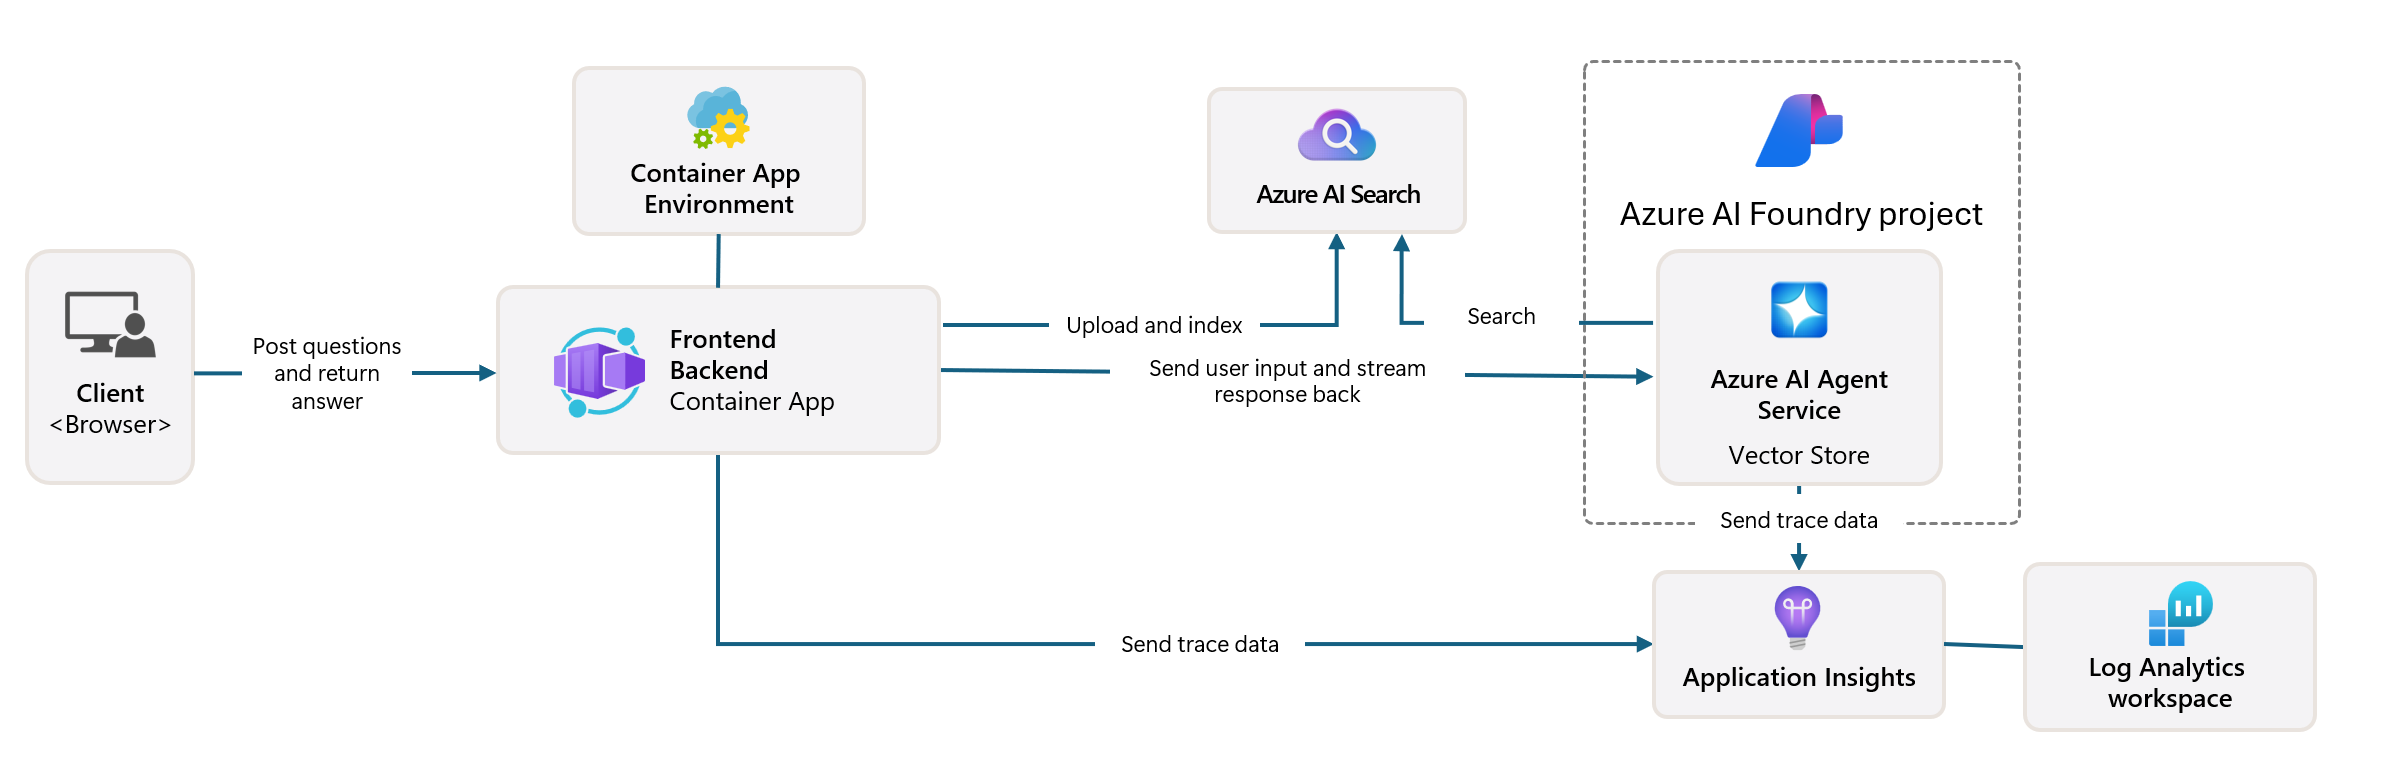 Container App
Environment
Azure AI Search
Azure AI Foundry project
Client
<Browser>
Post questions
and return
answer
Frontend
Backend
Container App
Upload and index
Search
Send user input and stream
response back
Azure AI Agent
Service
Vector Store
Send trace data
Send trace data
Application Insights
Log Analytics
workspace